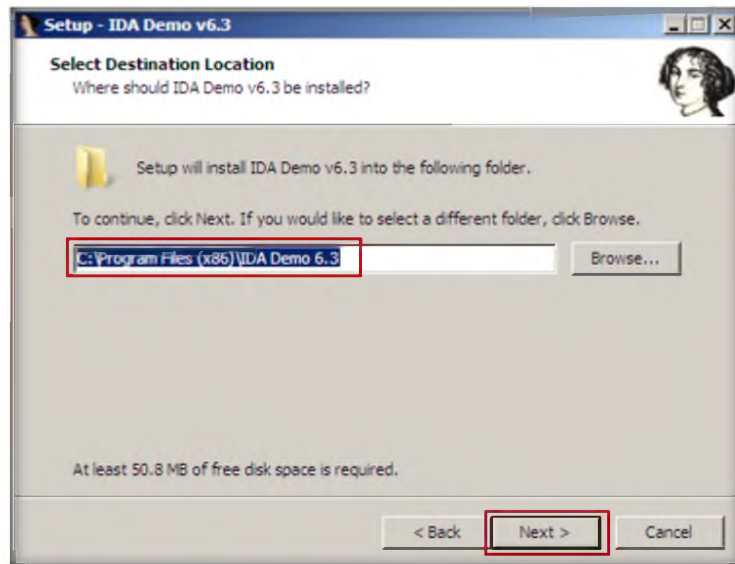 Setup - IDA Demo v6.3
Select Destination Location
Where should IDA Demo v6.3 be installed?
Setup will install IDA Demo v6.3 into the following folder.
To continue, click Next. If you would like to select a different folder, click Browse.
C:\Program Files (x86)\IDA Demo 6.3
Browse...
At least 50.8 MB of free disk space is required.
< Back Next > Cancel